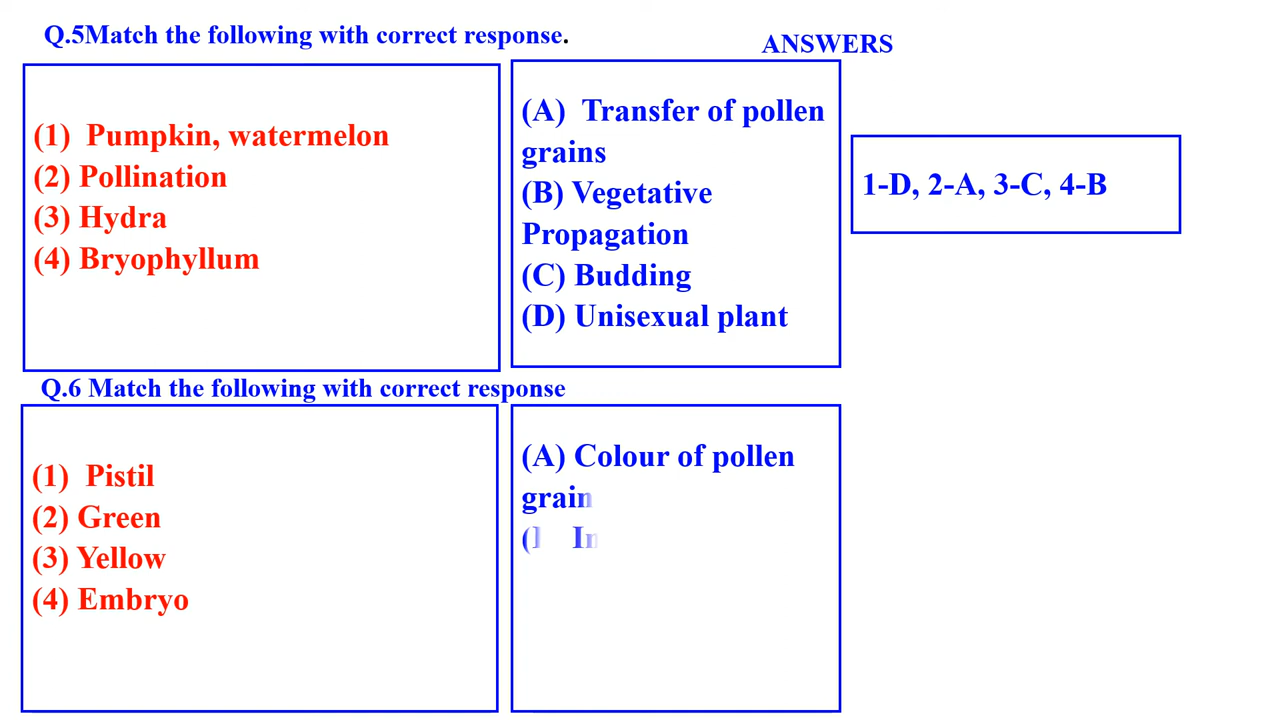 Q.5Match the following with correct response.
ANSWERS
(1) Pumpkin, watermelon
(2) Pollination
(3) Hydra
(4) Bryophyllum
(A) Transfer of pollen
grains
(B) Vegetative
Propagation
(C) Budding
(D) Unisexual plant
1-D, 2-A, 3-C, 4-B
Q.6 Match the following with correct response
(1) Pistil
(2) Green
(3) Yellow
(4) Embryo
(A) Colour of pollen
grain